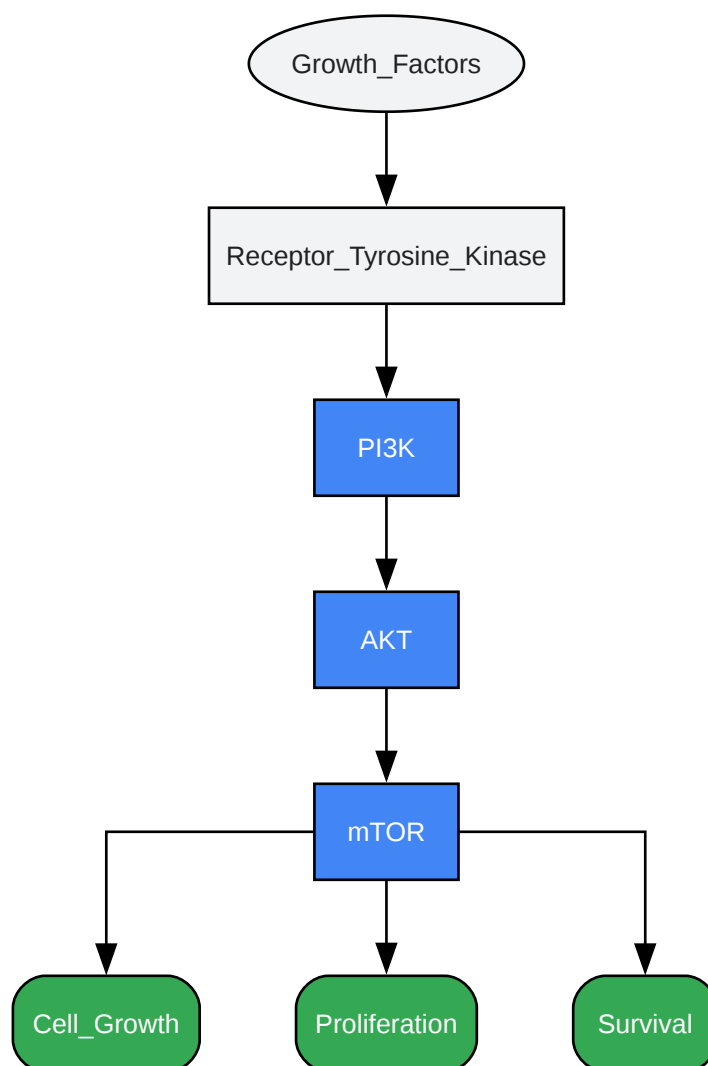 Growth_Factors
Receptor_Tyrosine_Kinase
PI3K
AKT
mTOR
Cell_Growth
Proliferation
Survival